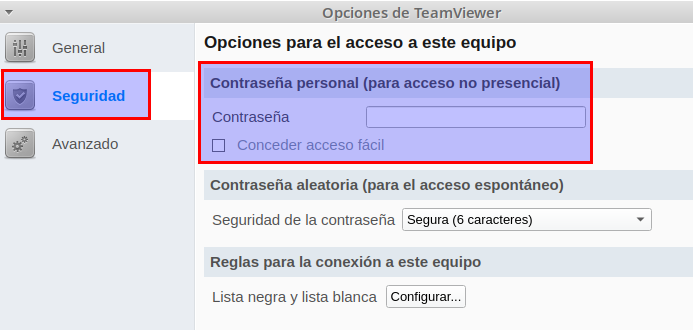 Opciones de TeamViewer
General
Seguridad
Avanzado
Opciones para el acceso a este equipo
Contraseña personal (para acceso no presencial)
Contraseña
Conceder acceso fácil
Contraseña aleatoria (para el acceso espontáneo)
Seguridad de la contraseña Segura (6 caracteres)
Reglas para la conexión a este equipo
Lista negra y lista blanca Configurar...